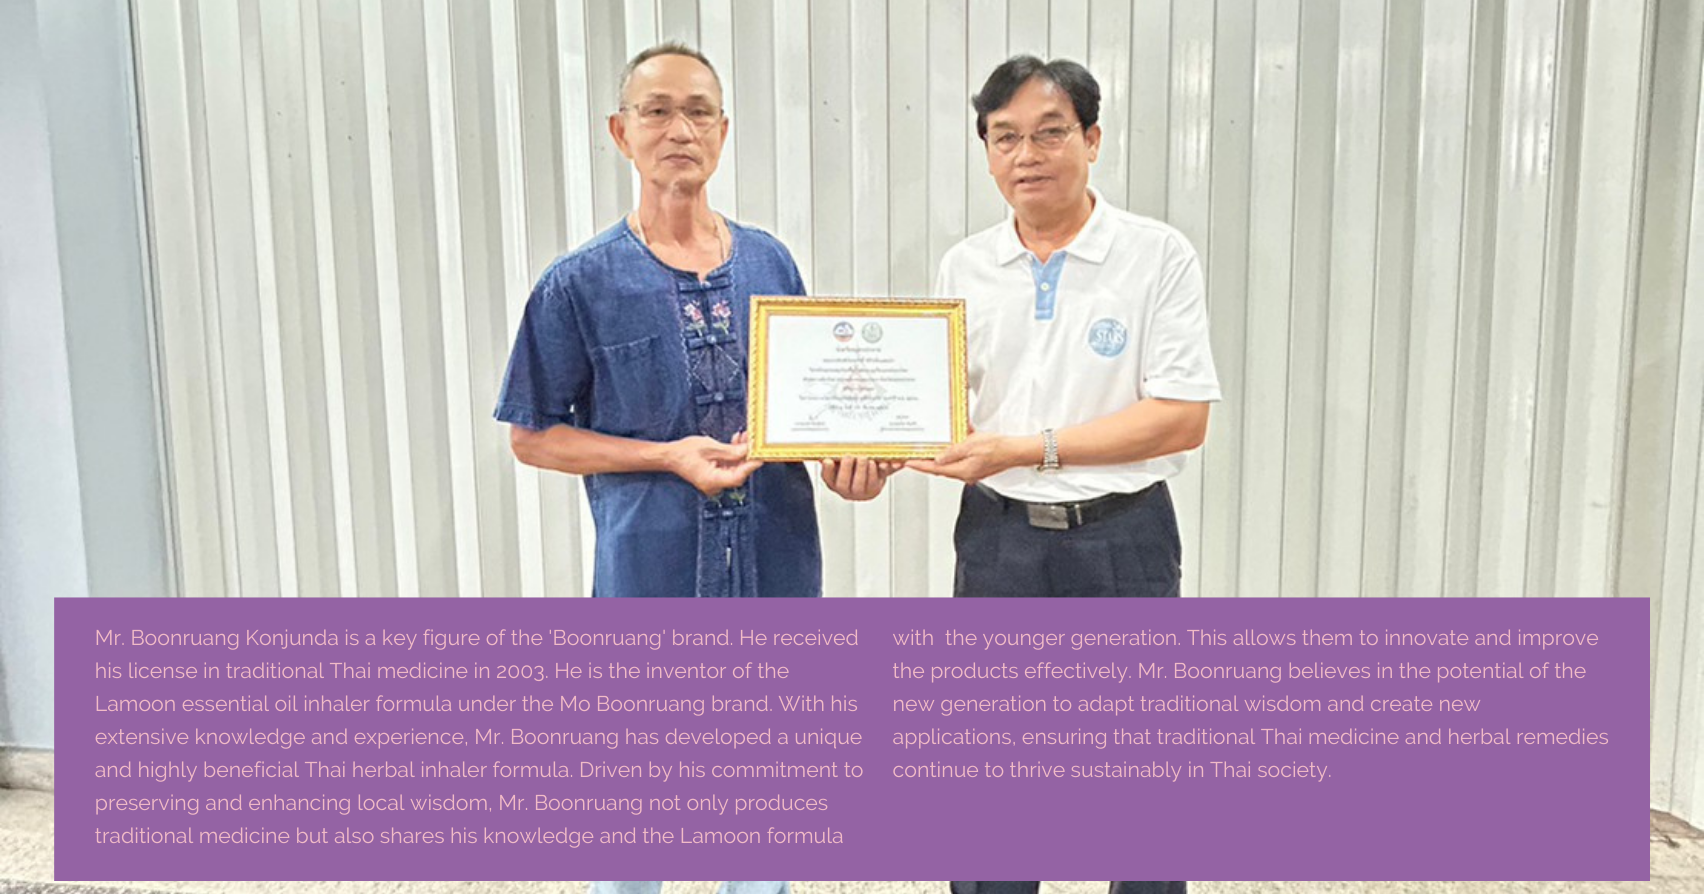 Mr. Boonruang Konjunda is a key figure of the 'Boonruang' brand. He received
his license in traditional Thai medicine in 2003. He is the inventor of the
Lamoon essential oil inhaler formula under the Mo Boonruang brand. With his
extensive knowledge and experience, Mr. Boonruang has developed a unique
and highly beneficial Thai herbal inhaler formula. Driven by his commitment to
preserving and enhancing local wisdom, Mr. Boonruang not only produces
traditional medicine but also shares his knowledge and the Lamoon formula
with  the younger generation. This allows them to innovate and improve
the products effectively. Mr. Boonruang believes in the potential of the
new generation to adapt traditional wisdom and create new
applications, ensuring that traditional Thai medicine and herbal remedies
continue to thrive sustainably in Thai society.